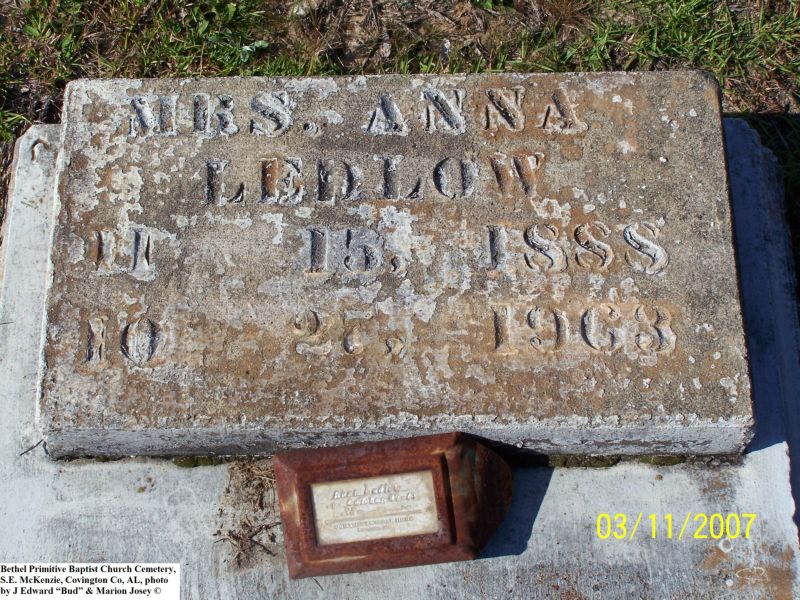 MRS. ANNA
LEDLOW
11 15, 1888
10 27, 1963
03/11/2007
Bethel Primitive Baptist Church Cemetery,
S.E. McKenzie, Covington Co, AL, photo
by J Edward “Bud” & Marion Josey ©